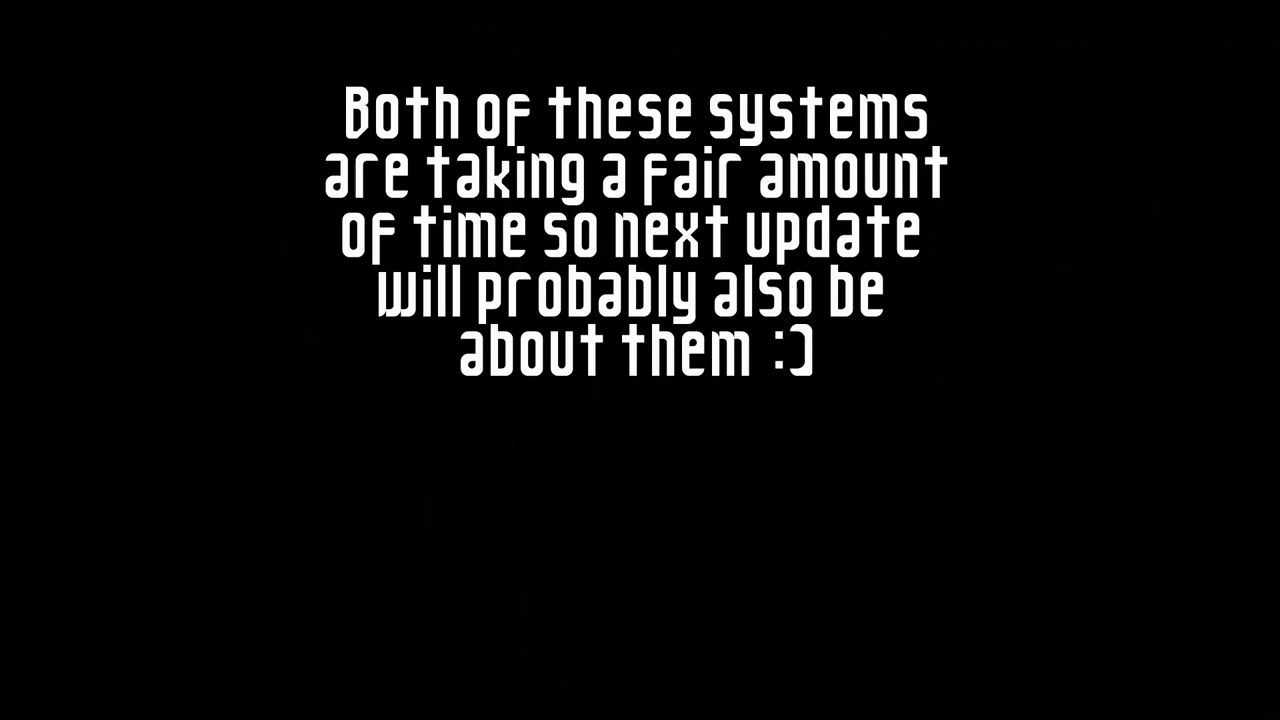 Both of these systems
are taking a fair amount
of time so next update
will probably also be
about them :)